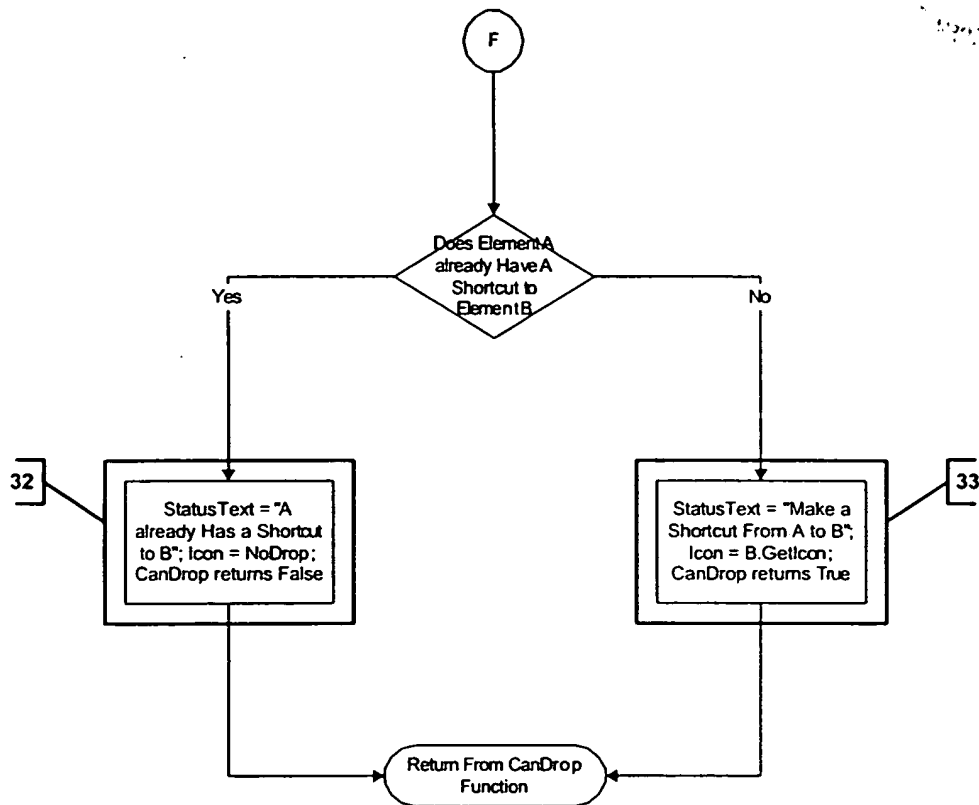 F
Does Element A
already Have A
Shortcut to
Element B
Yes
No
32
StatusText = "A
already Has a Shortcut
to B"; Icon = NoDrop;
CanDrop returns False
33
StatusText = "Make a
Shortcut From A to B";
Icon = B.GetIcon;
CanDrop returns True
Return From CanDrop
Function